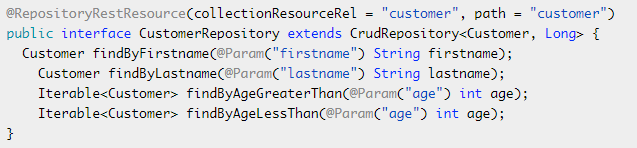 @RepositoryRestResource(collectionResourceRel = "customer", path = "customer")
public interface CustomerRepository extends CrudRepository<Customer, Long> {
  Customer findByFirstname(@Param("firstname") String firstname);
    Customer findByLastname(@Param("lastname") String lastname);
    Iterable<Customer> findByAgeGreaterThan(@Param("age") int age);
    Iterable<Customer> findByAgeLessThan(@Param("age") int age);
}